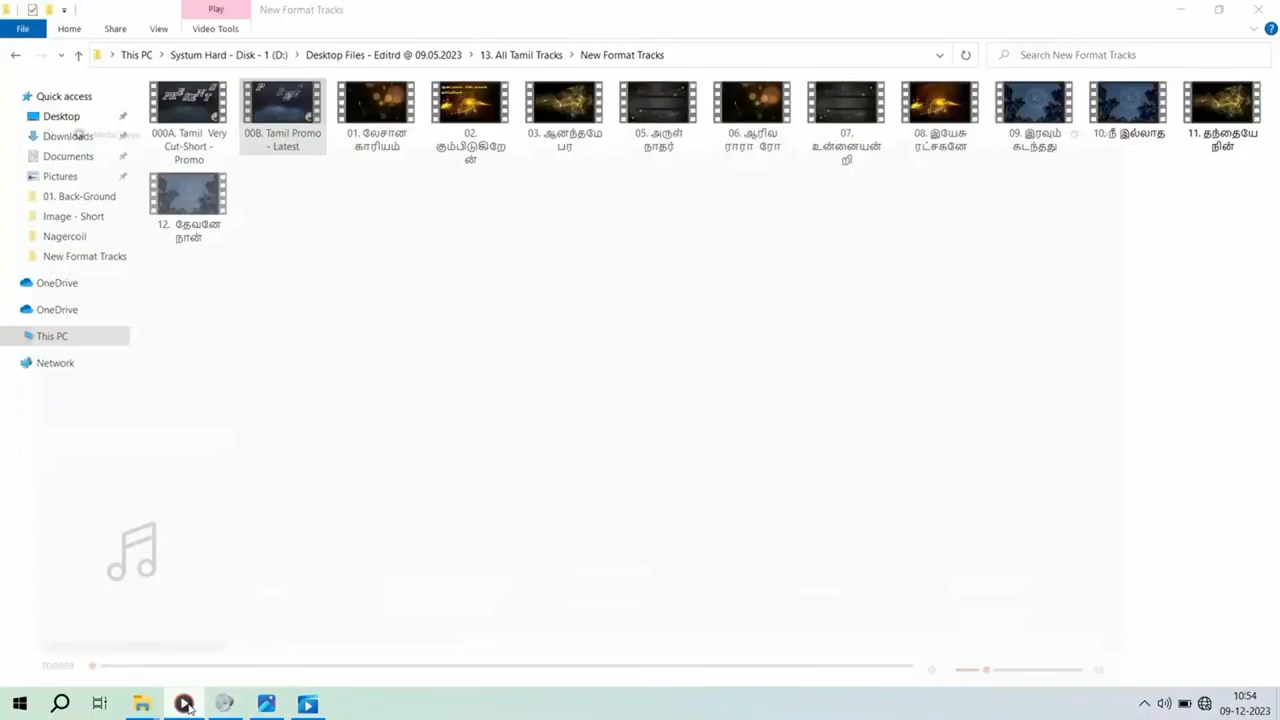 Play
New Format Tracks
File
Home
Share
View
Video Tools
This PC
Systum Hard - Disk - 1 (D:)
Desktop Files - Editrd @ 09.05.2023
13. All Tamil Tracks
New Format Tracks
Search New Format Tracks
Quick access
Desktop
Downloads
Documents
Pictures
01. Back-Ground
Image - Short
Nagercoil
New Format Tracks
OneDrive
OneDrive
This PC
Network
000A. Tamil Very
Cut-Short -
Promo
00B. Tamil Promo
- Latest
01. லேசான
காரியம்
02.
கும்பிடுகிறே
ன்
03. ஆனந்தமே
பர
05. அருள்
நாதர்
06. ஆரிவ
ராரா ரோ
07.
உன்னையன்
றி
08. இயேசு
ரட்சகனே
09. இரவும்
கடந்தது
10. நீ இல்லாத
11. தந்தையே
நின்
12. தேவனே
நான்
10:54
09-12-2023